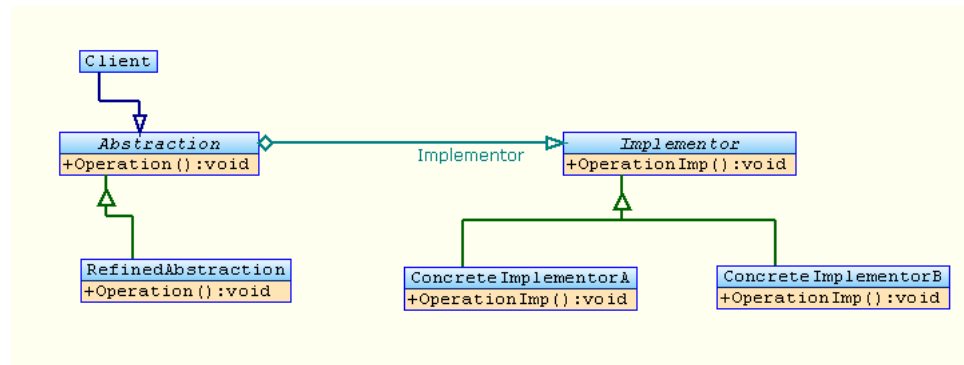 Client
Abstraction
+Operation():void
Implementor
Implementor
+OperationImp():void
RefinedAbstraction
+Operation():void
ConcreteImplementorA
+OperationImp():void
ConcreteImplementorB
+OperationImp():void